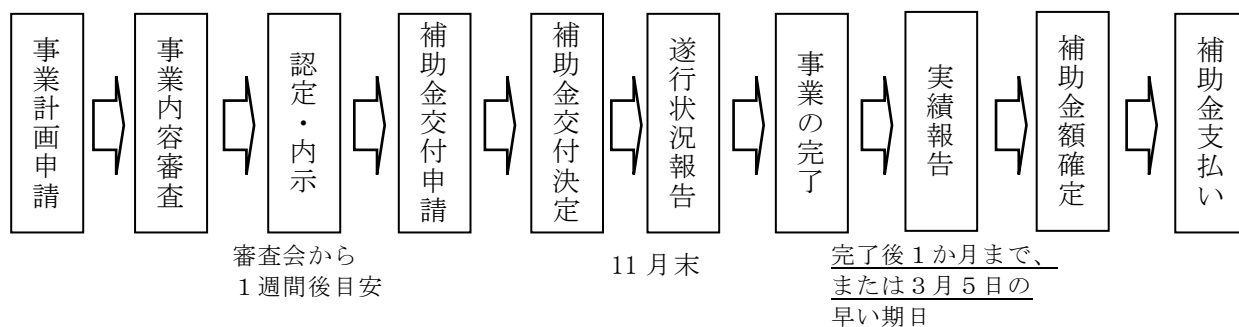 事業計画申請
事業内容審査
認定・内示
補助金交付申請
補助金交付決定
遂行状況報告
事業の完了
実績報告
補助金額確定
補助金支払い
審査会から
１週間後目安
11 月末
完了後１か月まで、
または３月５日の
早い期日